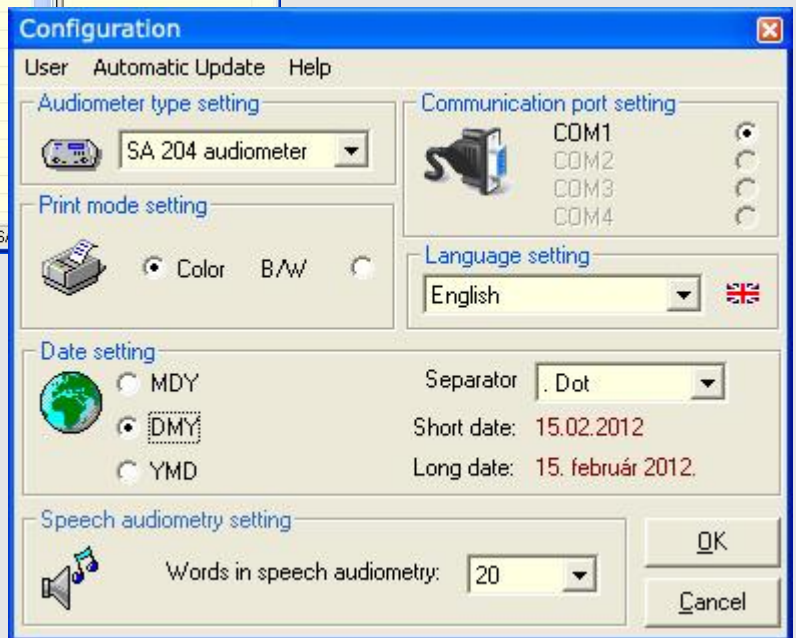 Configuration
User Automatic Update Help
Audiometer type setting
SA 204 audiometer
Communication port setting
COM1
COM2
COM3
COM4
Print mode setting
Color B/W
Language setting
English
Date setting
MDY
DMY
YMD
Separator . Dot
Short date: 15.02.2012
Long date: 15. február 2012.
Speech audiometry setting
Words in speech audiometry: 20
OK
Cancel